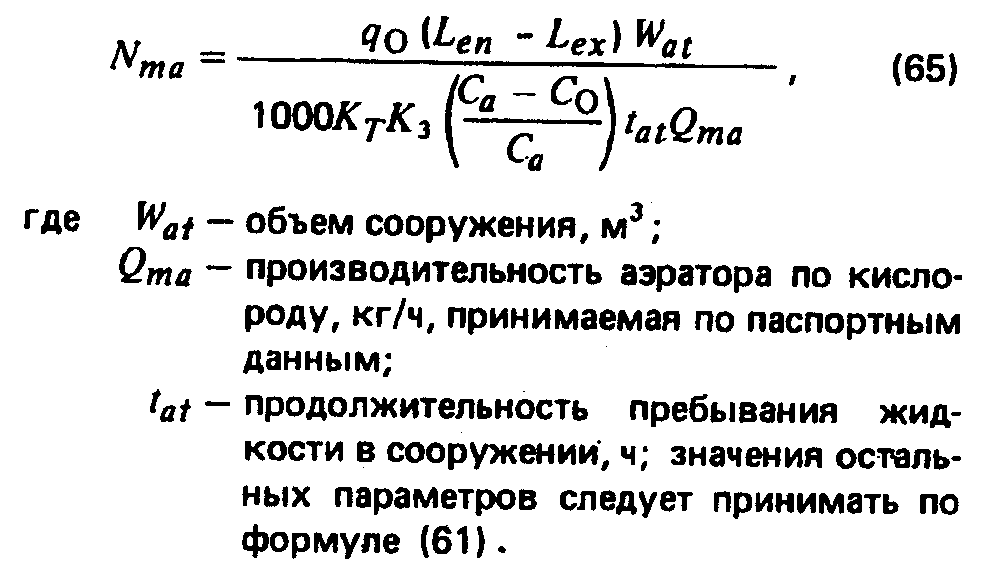 N_ma = q_O (L_en - L_ex) W_at / 1000K_T K_3 ((C_a − C_O) / C_a) t_at Q_ma , (65)
где W_at — объем сооружения, м³;
Q_ma — производительность аэратора по кисло-
роду, кг/ч, принимаемая по паспортным
данным;
t_at — продолжительность пребывания жид-
кости в сооружении, ч; значения осталь-
ных параметров следует принимать по
формуле (61).